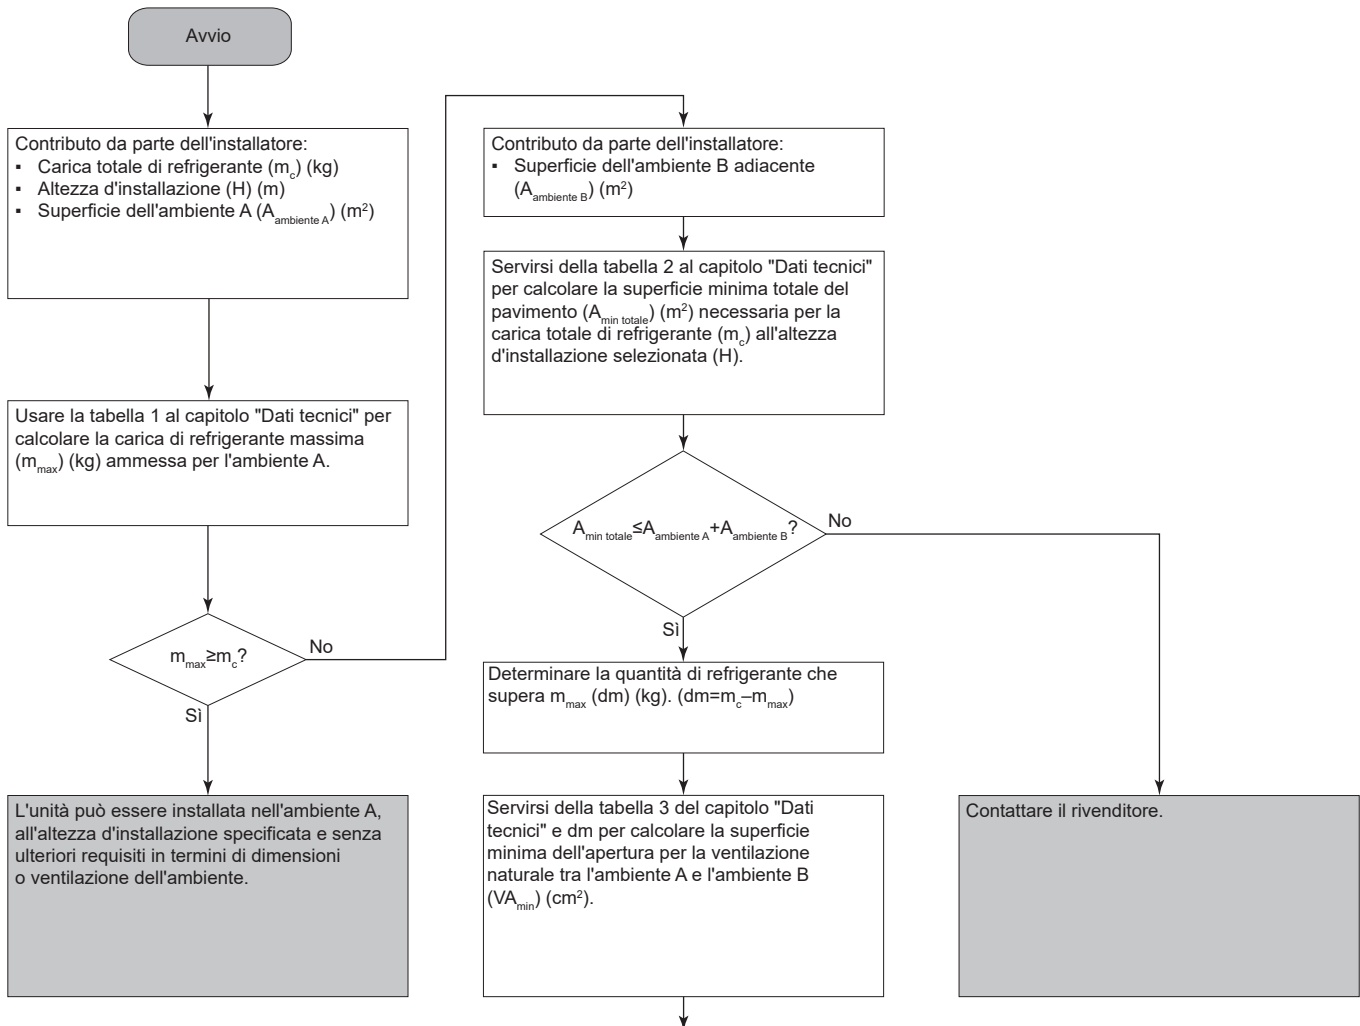 Avvio
Contributo da parte dell'installatore:
▪ Carica totale di refrigerante (mc) (kg)
▪ Altezza d'installazione (H) (m)
▪ Superficie dell'ambiente A (Aambiente A) (m²)
Usare la tabella 1 al capitolo "Dati tecnici" per
calcolare la carica di refrigerante massima
(mmax) (kg) ammessa per l'ambiente A.
mmax≥mc?
No
Sì
L'unità può essere installata nell'ambiente A,
all'altezza d'installazione specificata e senza
ulteriori requisiti in termini di dimensioni
o ventilazione dell'ambiente.
Contributo da parte dell'installatore:
▪ Superficie dell'ambiente B adiacente
(Aambiente B) (m²)
Servirsi della tabella 2 al capitolo "Dati tecnici"
per calcolare la superficie minima totale del
pavimento (Amin totale) (m²) necessaria per la
carica totale di refrigerante (mc) all'altezza
d'installazione selezionata (H).
Amin totale≤Aambiente A+Aambiente B?
No
Sì
Determinare la quantità di refrigerante che
supera mmax (dm) (kg). (dm=mc–mmax)
Servirsi della tabella 3 del capitolo "Dati
tecnici" e dm per calcolare la superficie
minima dell'apertura per la ventilazione
naturale tra l'ambiente A e l'ambiente B
(VAmin) (cm²).
Contattare il rivenditore.